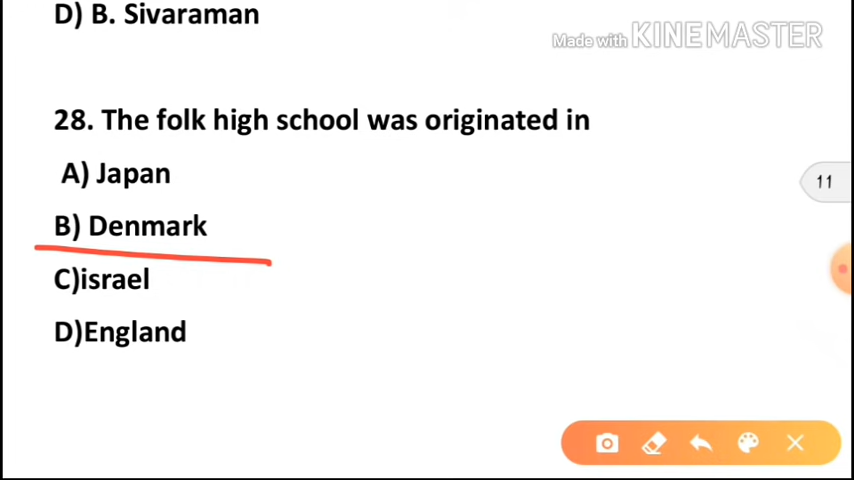 D) B. Sivaraman
Made with KINEMASTER
28. The folk high school was originated in
A) Japan
11
B) Denmark
C)israel
D)England